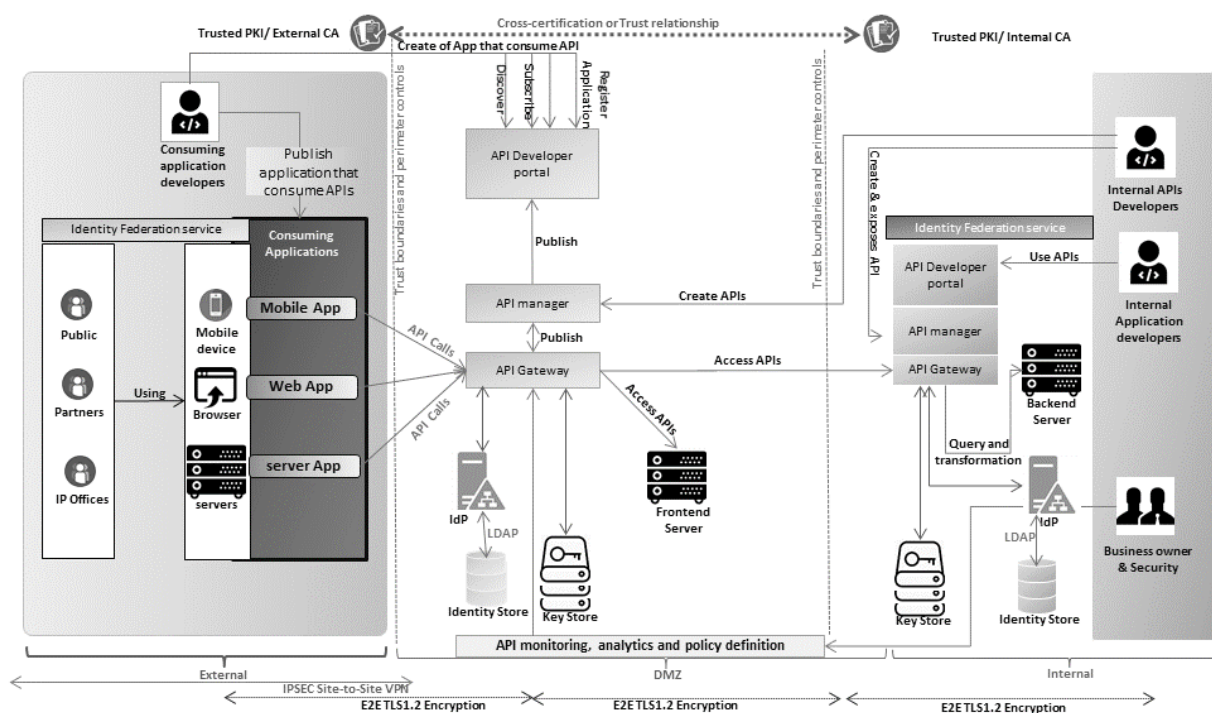 Cross-certification or Trust relationship
Trusted PKI/ External CA
Trusted PKI/ Internal CA
Create of App that consume API
Discover
Subscribe
Register
Application
Trust boundaries and perimeter controls
Trust boundaries and perimeter controls
Consuming
application
developers
Publish
application that
consume APIs
API Developer
portal
Create & exposes API
Internal APIs
Developers
Identity Federation service
Consuming
Applications
Publish
Identity Federation service
API Developer
portal
Use APIs
Internal
Application
developers
Public
Mobile
device
Mobile App
API Calls
API manager
Create APIs
API manager
Publish
Partners
Using
Browser
Web App
API Gateway
Access APIs
API Gateway
Backend
Server
API Calls
Access APIs
IP Offices
servers
server App
Query and
transformation
IdP
Frontend
Server
IdP
LDAP
LDAP
Business owner
& Security
Identity Store
Key Store
Key Store
Identity Store
API monitoring, analytics and policy definition
External
DMZ
Internal
IPSEC Site-to-Site VPN
E2E TLS1.2 Encryption
E2E TLS1.2 Encryption
E2E TLS1.2 Encryption